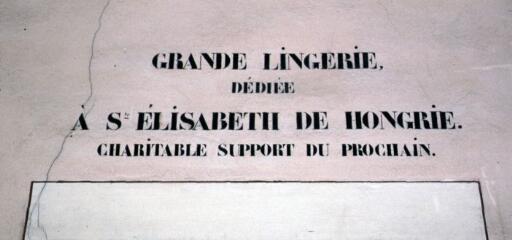 GRANDE LINGERIE,
DÉDIÉE
À Ste ÉLISABETH DE HONGRIE.
CHARITABLE SUPPORT DU PROCHAIN.